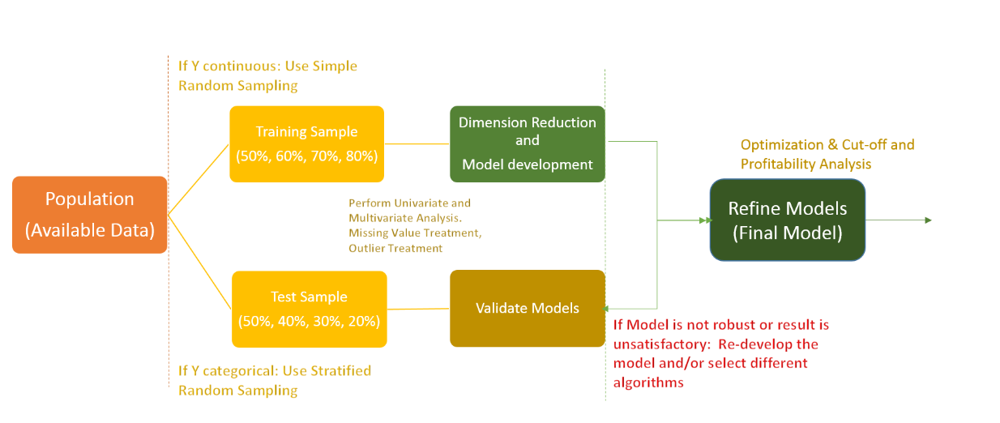 If Y continuous: Use Simple
Random Sampling
Training Sample
(50%, 60%, 70%, 80%)
Dimension Reduction
and
Model development
Optimization & Cut-off and
Profitability Analysis
Population
(Available Data)
Perform Univariate and
Multivariate Analysis.
Missing Value Treatment,
Outlier Treatment
Refine Models
(Final Model)
Test Sample
(50%, 40%, 30%, 20%)
Validate Models
If Model is not robust or result is
unsatisfactory: Re-develop the
model and/or select different
algorithms
If Y categorical: Use Stratified
Random Sampling